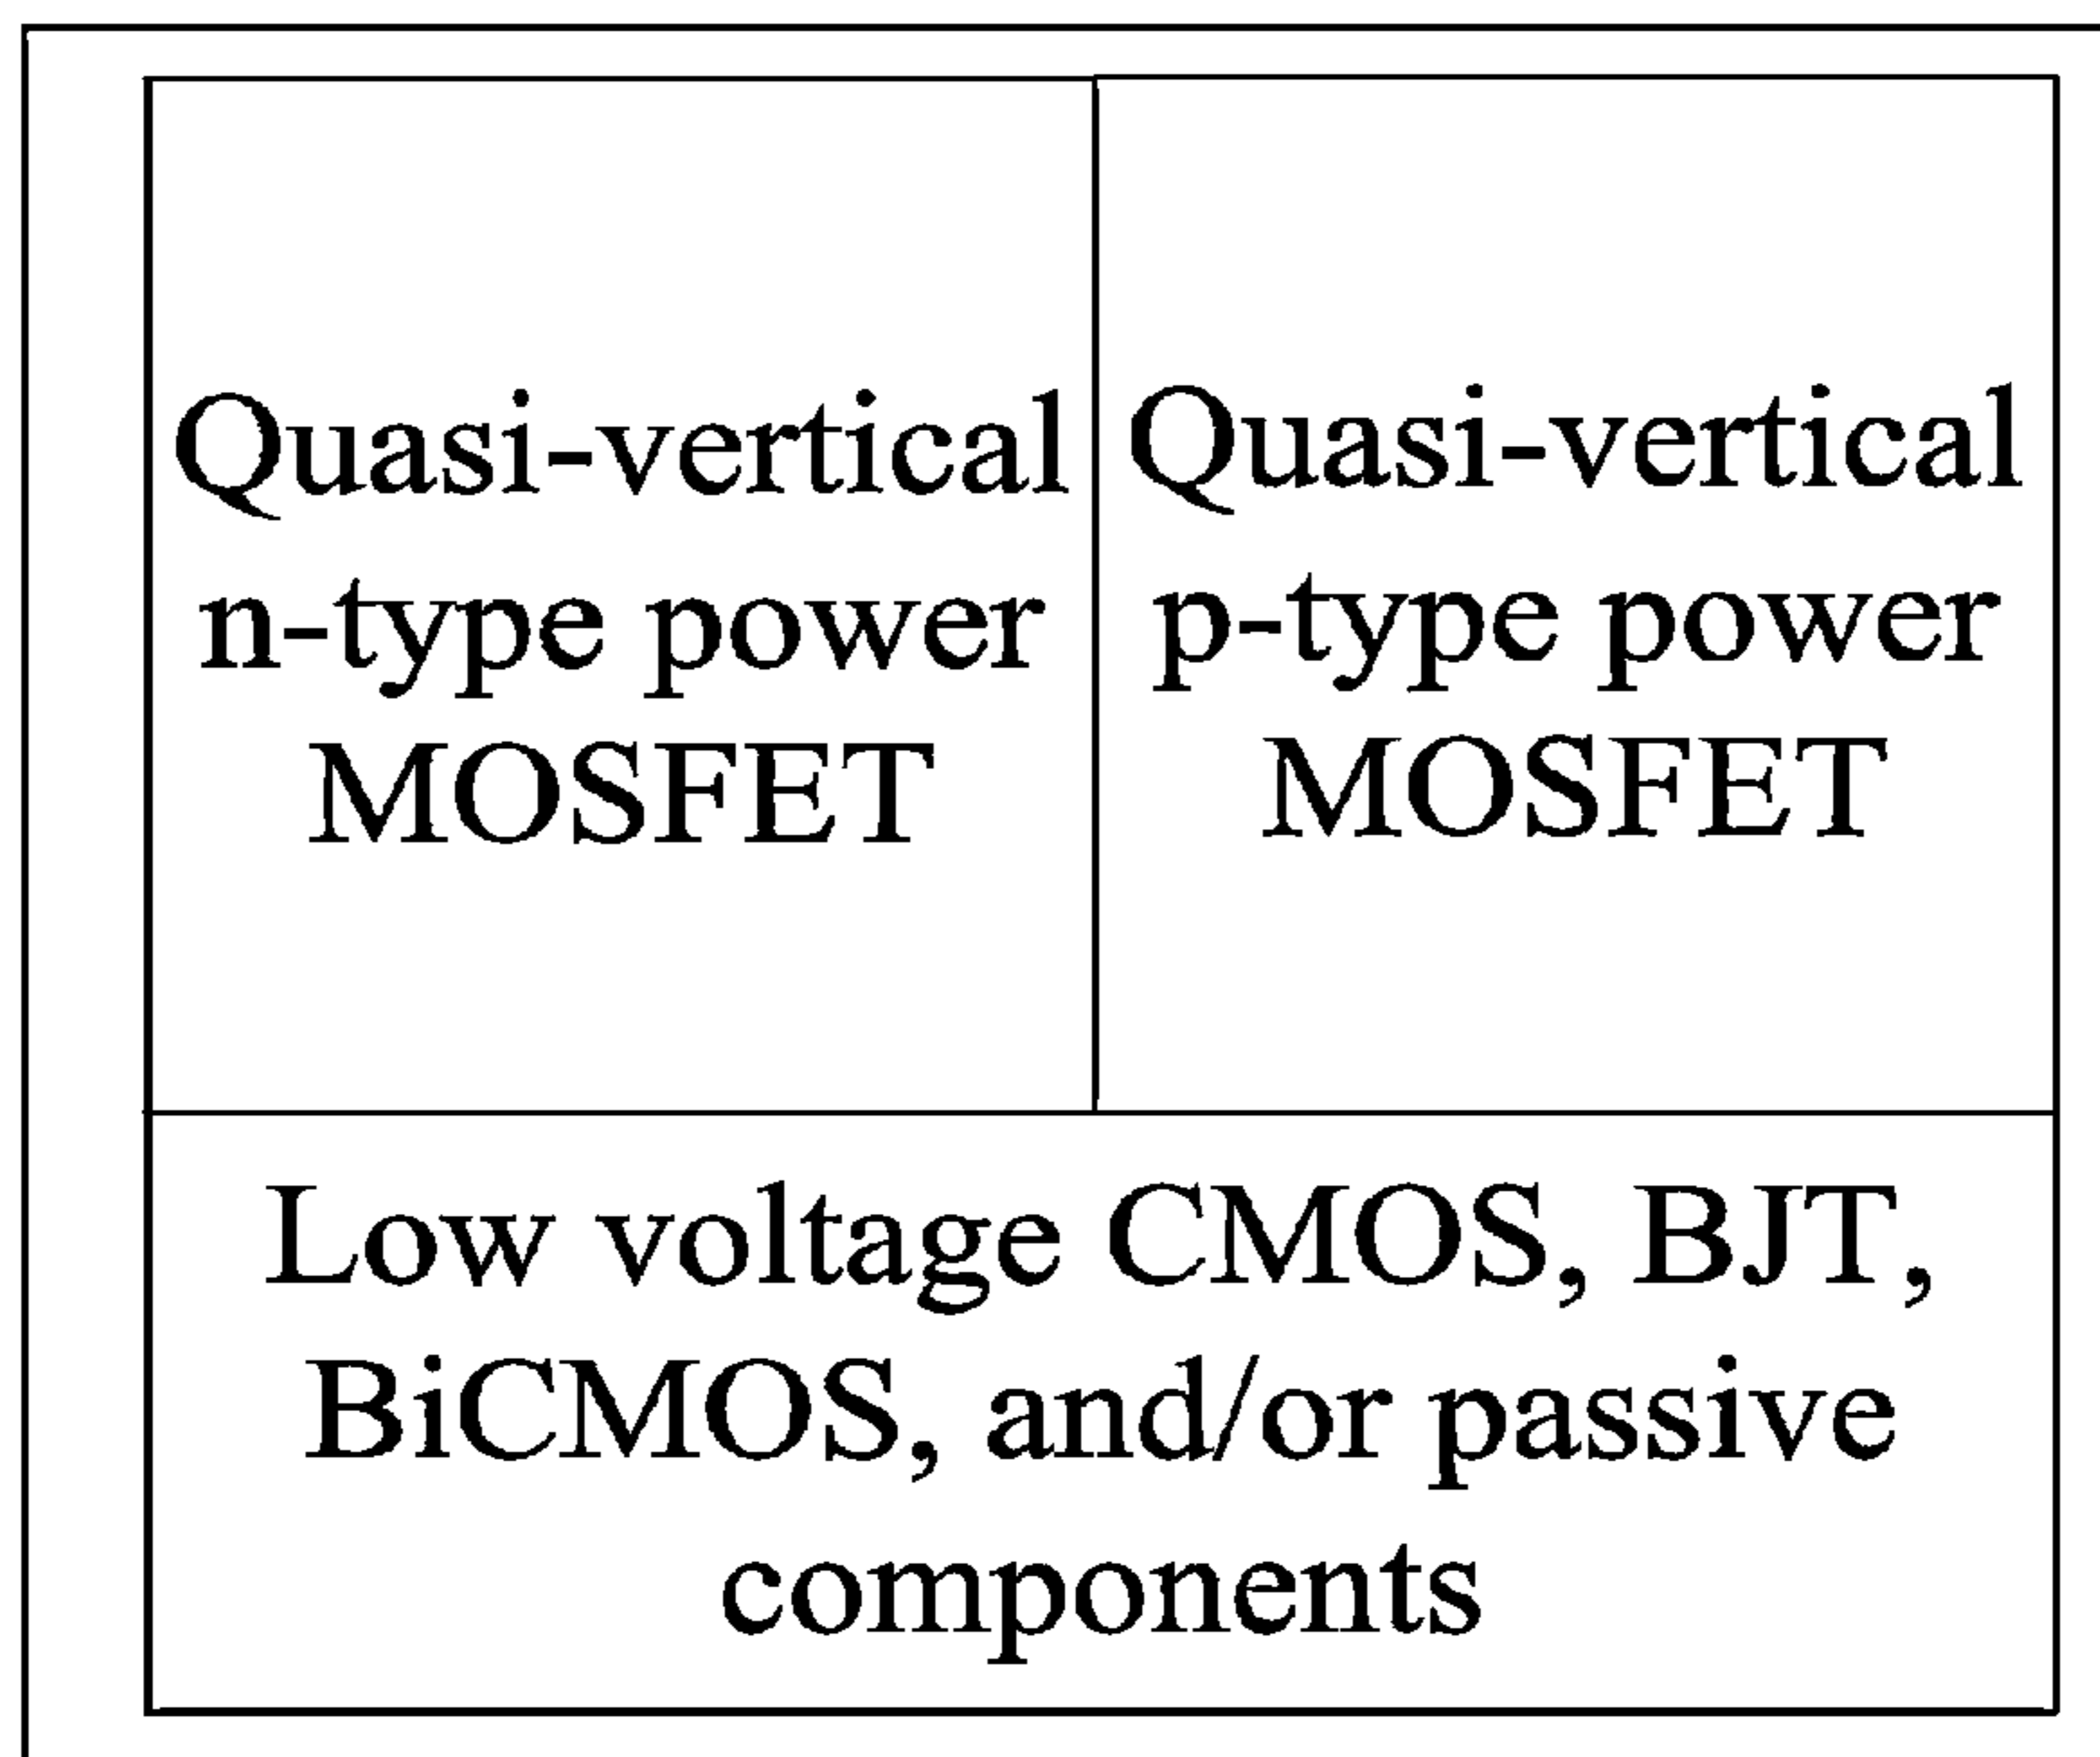 Quasi-vertical
n-type power
MOSFET
Quasi-vertical
p-type power
MOSFET
Low voltage CMOS, BJT,
BiCMOS, and/or passive
components